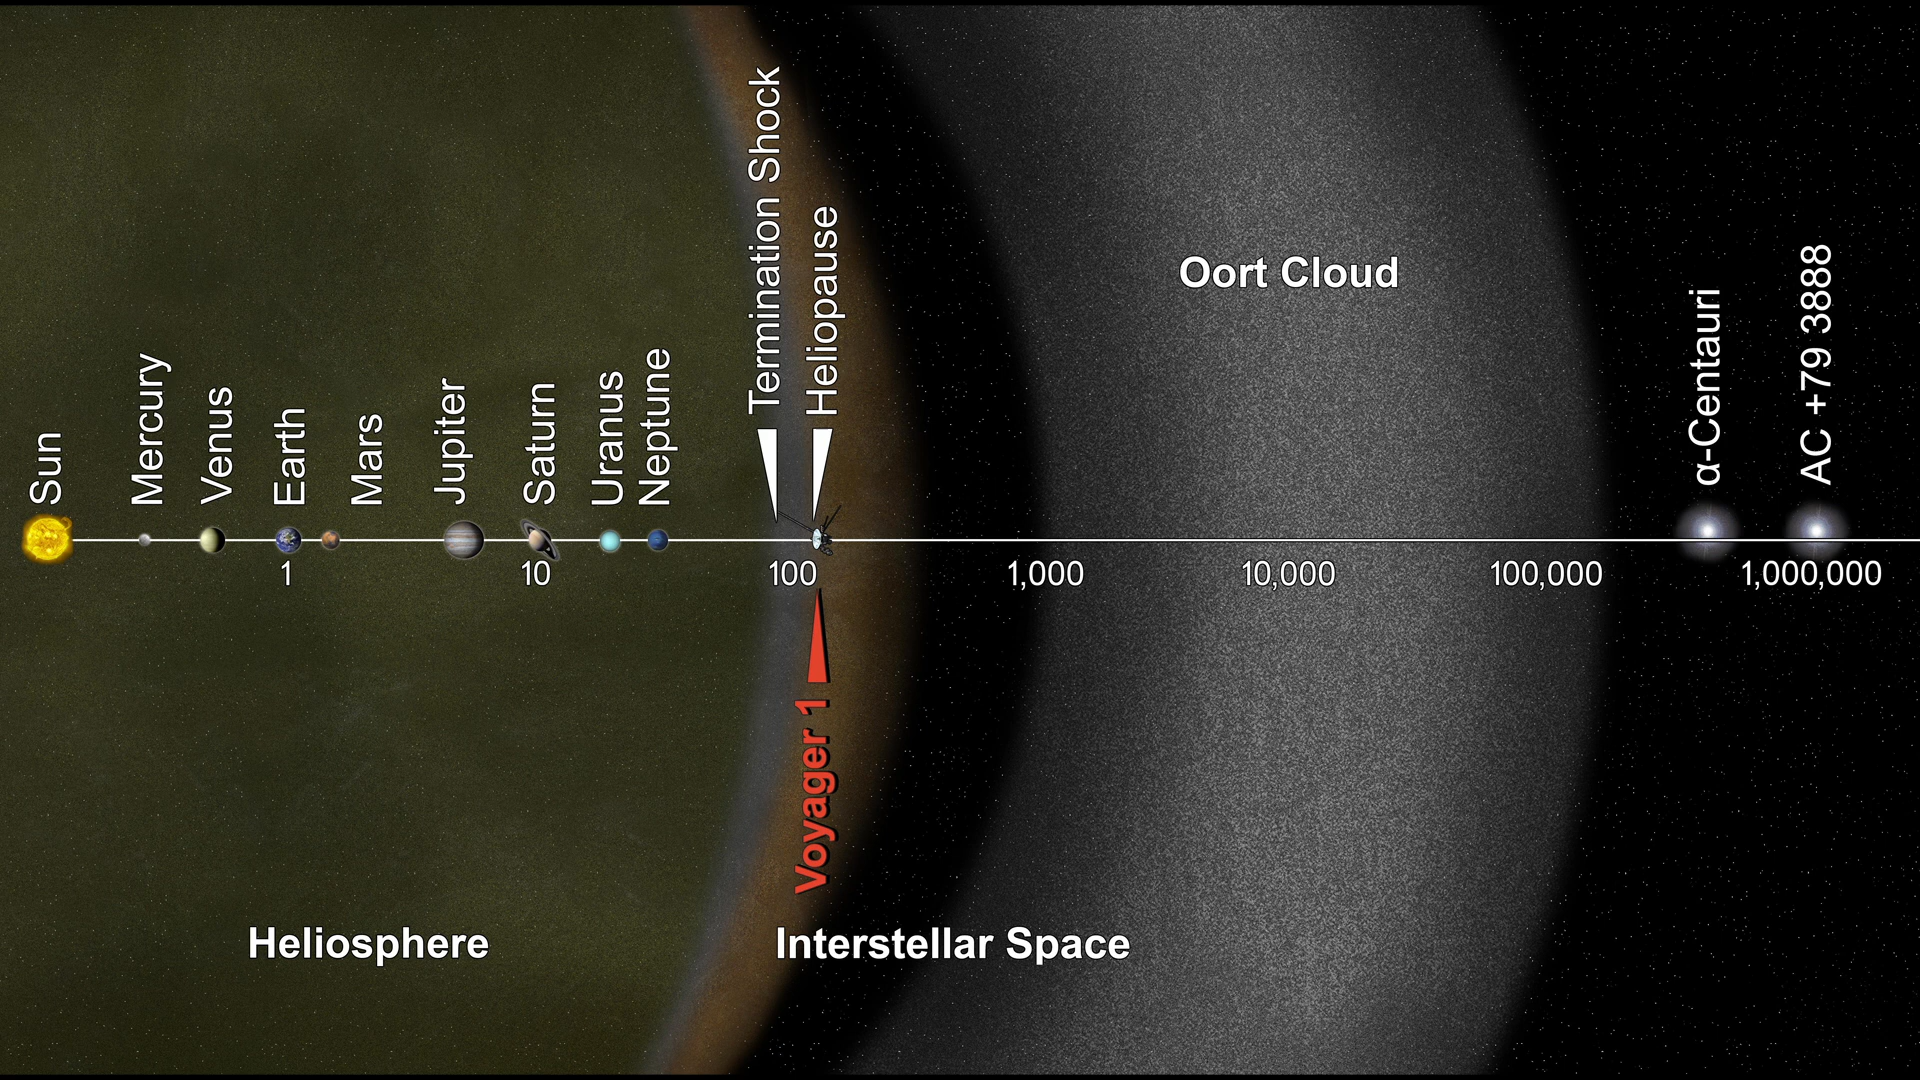 Sun
Mercury
Venus
Earth
Mars
Jupiter
Saturn
Uranus
Neptune
Termination Shock
Heliopause
Oort Cloud
α-Centauri
AC +79 3888
1
10
100
1,000
10,000
100,000
1,000,000
Voyager 1
Heliosphere
Interstellar Space